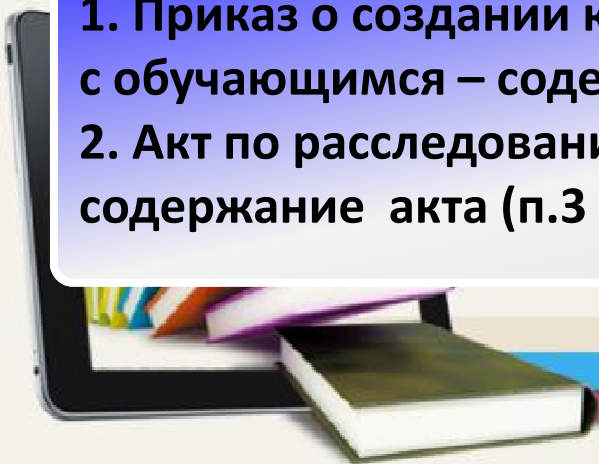 1. Приказ о создании к
с обучающимся – соде
2. Акт по расследовани
содержание акта (п.3